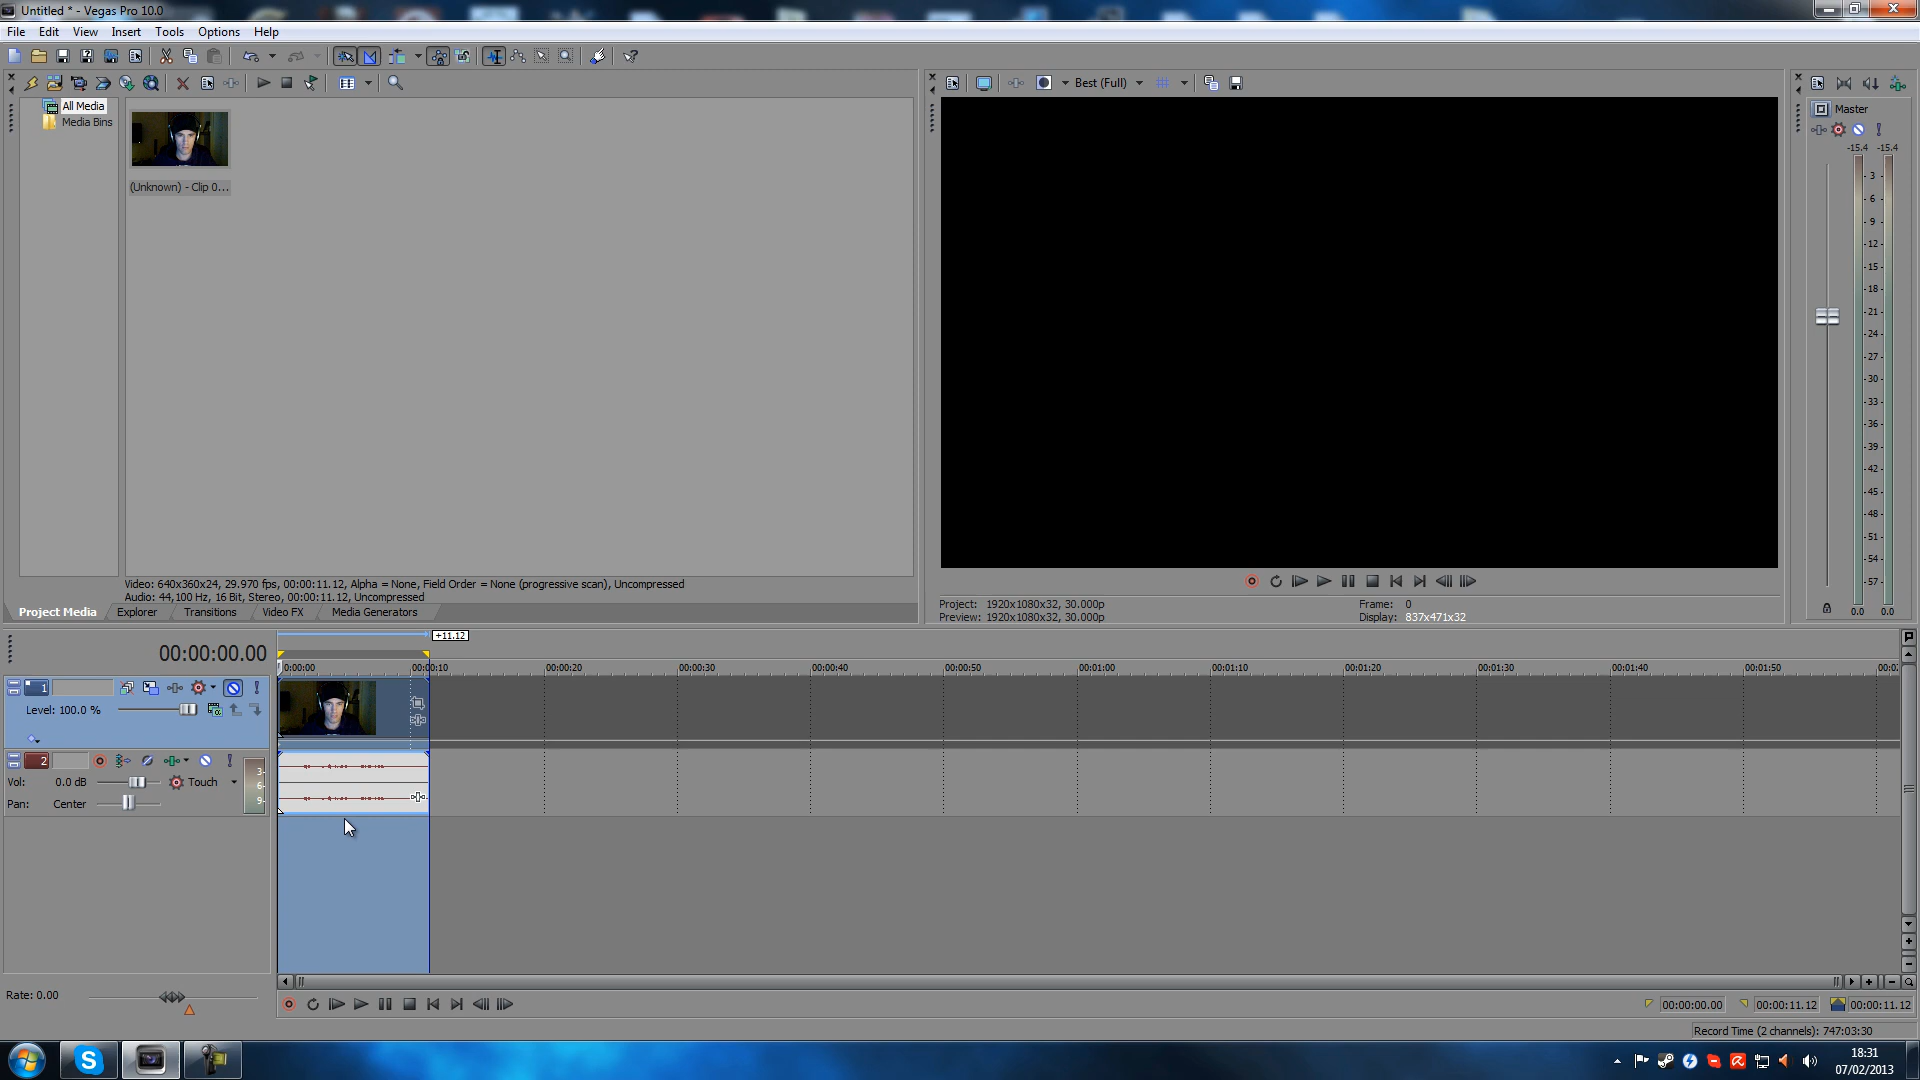 Untitled * - Vegas Pro 10.0
File Edit View Insert Tools Options Help
Best (Full)
All Media
Media Bins
(Unknown) - Clip 0...
Master
-15.4 -15.4
- 3 -
- 6 -
- 9 -
- 12 -
- 15 -
- 18 -
- 21 -
- 24 -
- 27 -
- 30 -
- 33 -
- 36 -
- 39 -
- 42 -
- 45 -
- 48 -
- 51 -
- 54 -
- 57 -
0.0 0.0
Video: 640x360x24, 29.970 fps, 00:00:11.12, Alpha = None, Field Order = None (progressive scan), Uncompressed
Audio: 44,100 Hz, 16 Bit, Stereo, 00:00:11.12, Uncompressed
Project Media Explorer Transitions Video FX Media Generators
Project: 1920x1080x32, 30.000p
Preview: 1920x1080x32, 30.000p
Frame: 0
Display: 837x471x32
+11.12
00:00:00.00
0:00:00 00:00:10 00:00:20 00:00:30 00:00:40 00:00:50 00:01:00 00:01:10 00:01:20 00:01:30 00:01:40 00:01:50 00:0
1
Level: 100.0 %
2
Vol: 0.0 dB Touch
Pan: Center
3-
6-
9-
Rate: 0.00
00:00:00.00 00:00:11.12 00:00:11.12
Record Time (2 channels): 747:03:30
18:31
07/02/2013